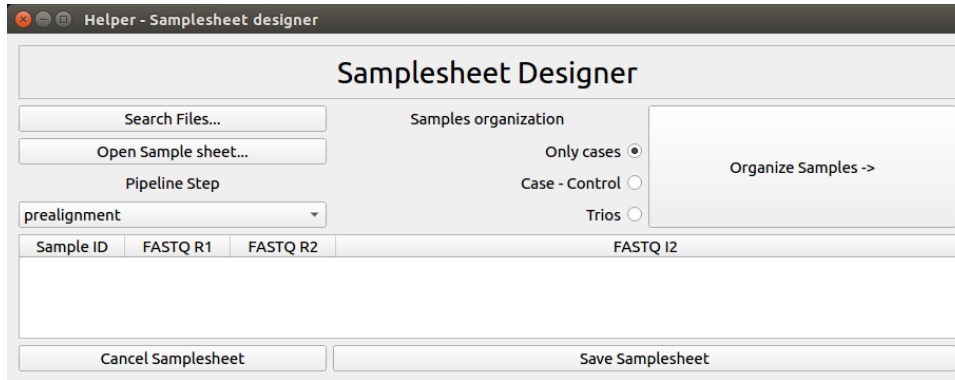 Helper - Samplesheet designer
Samplesheet Designer
Search Files...
Open Sample sheet...
Pipeline Step
prealignment
Samples organization
Only cases
Case - Control
Trios
Organize Samples ->
Sample ID FASTQ R1 FASTQ R2 FASTQ I2
Cancel Samplesheet Save Samplesheet